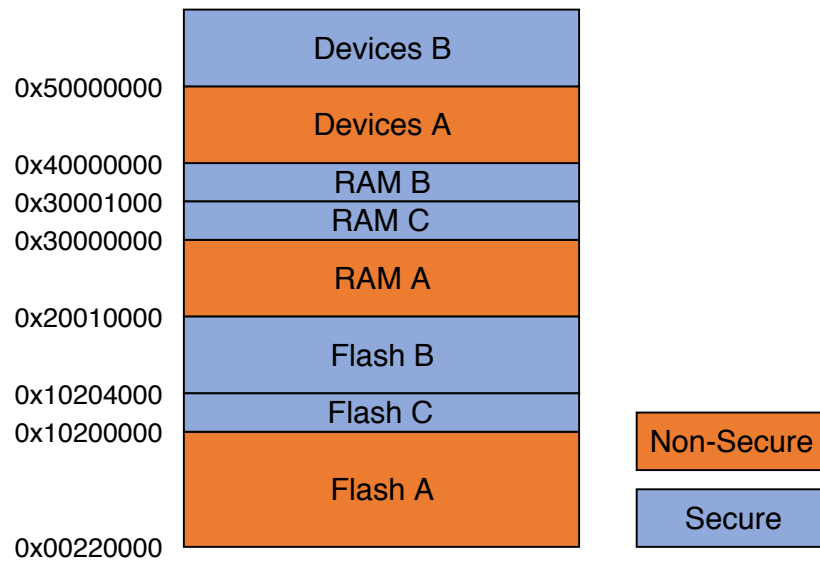 Devices B
0x50000000
Devices A
0x40000000
RAM B
0x30001000
RAM C
0x30000000
RAM A
0x20010000
Flash B
0x10204000
Flash C
0x10200000
Flash A
0x00220000
Non-Secure
Secure